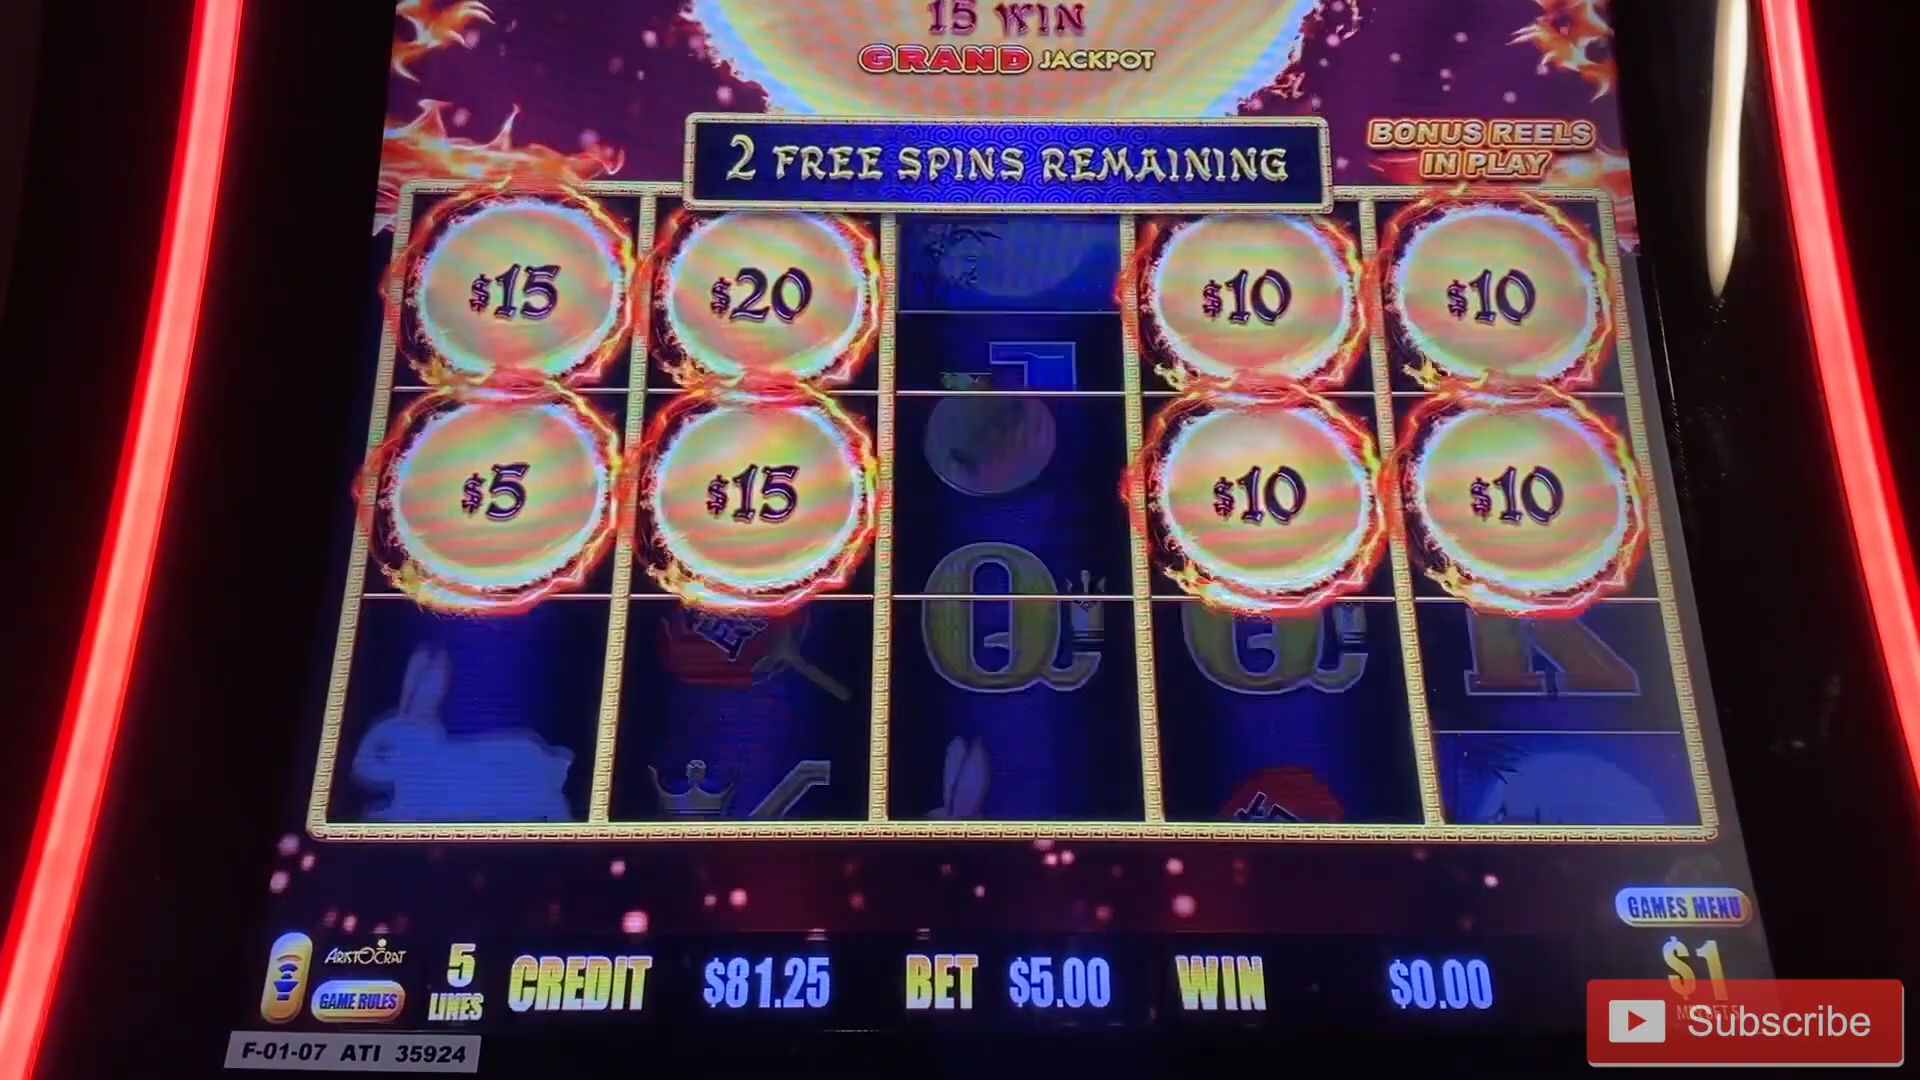 15 WIN
GRAND JACKPOT
2 FREE SPINS REMAINING
BONUS REELS
IN PLAY
$15
$20
$10
$10
$5
$15
$10
$10
Q
Q
K
GAMES MENU
ARISTOCRAT
GAME RULES
5
LINES
CREDIT $81.25 BET $5.00 WIN $0.00
$1
Subscribe
F-01-07 ATI 35924